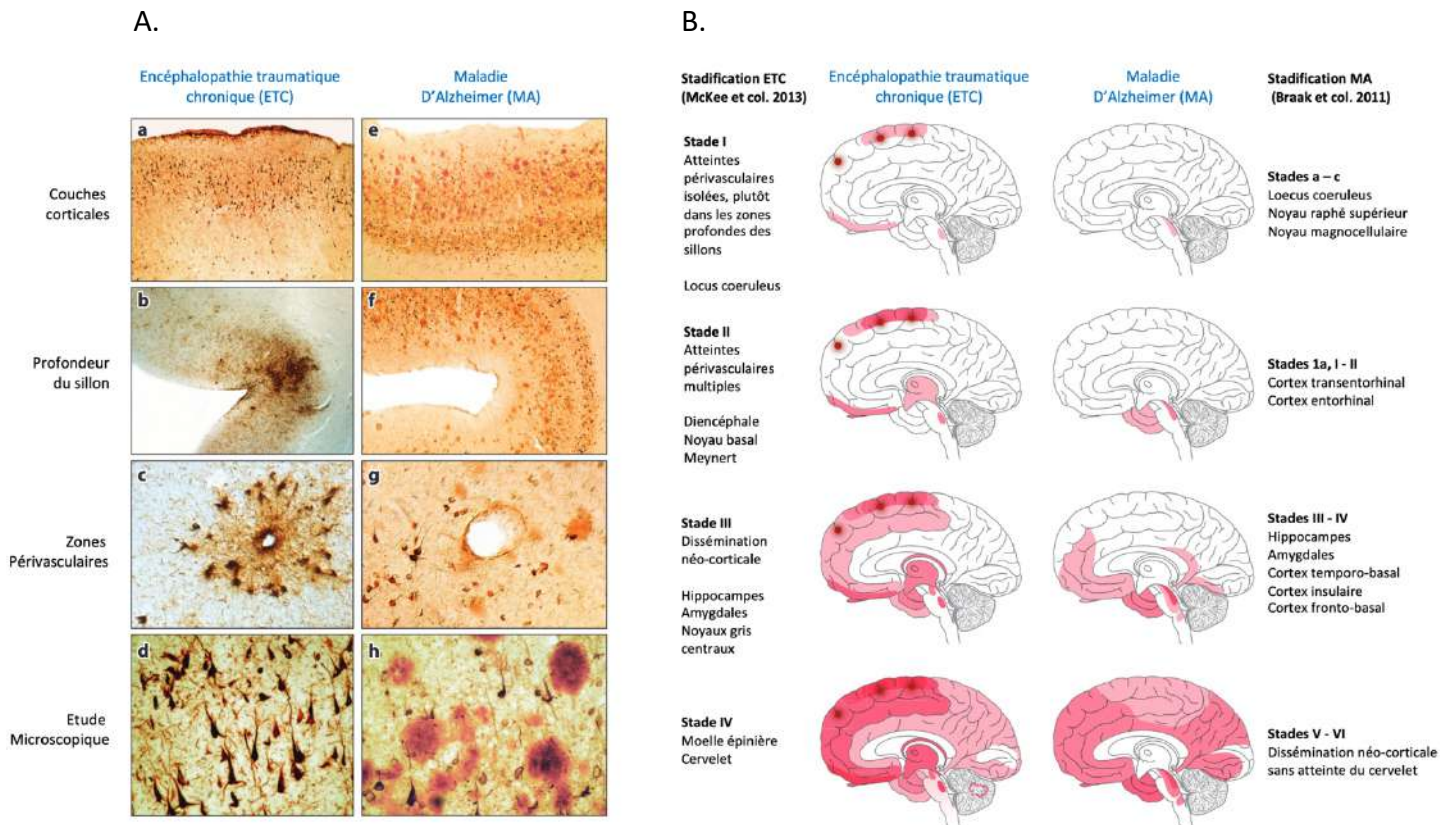 A.
Encéphalopathie traumatique
chronique (ETC)
Maladie
D'Alzheimer (MA)
Couches
corticales
a
e
Profondeur
du sillon
b
f
Zones
Périvasculaires
c
g
Etude
Microscopique
d
h
B.
Stadification ETC
(McKee et col. 2013)
Encéphalopathie traumatique
chronique (ETC)
Maladie
D'Alzheimer (MA)
Stadification MA
(Braak et col. 2011)
Stade I
Atteintes
périvasculaires
isolées, plutôt
dans les zones
profondes des
sillons
Locus coeruleus
Stades a – c
Loecus coeruleus
Noyau raphé supérieur
Noyau magnocellulaire
Stade II
Atteintes
périvasculaires
multiples
Diencéphale
Noyau basal
Meynert
Stades 1a, I - II
Cortex transentorhinal
Cortex entorhinal
Stade III
Dissémination
néo-corticale
Hippocampes
Amygdales
Noyaux gris
centraux
Stades III - IV
Hippocampes
Amygdales
Cortex temporo-basal
Cortex insulaire
Cortex fronto-basal
Stade IV
Moelle épinière
Cervelet
Stades V - VI
Dissémination néo-corticale
sans atteinte du cervelet